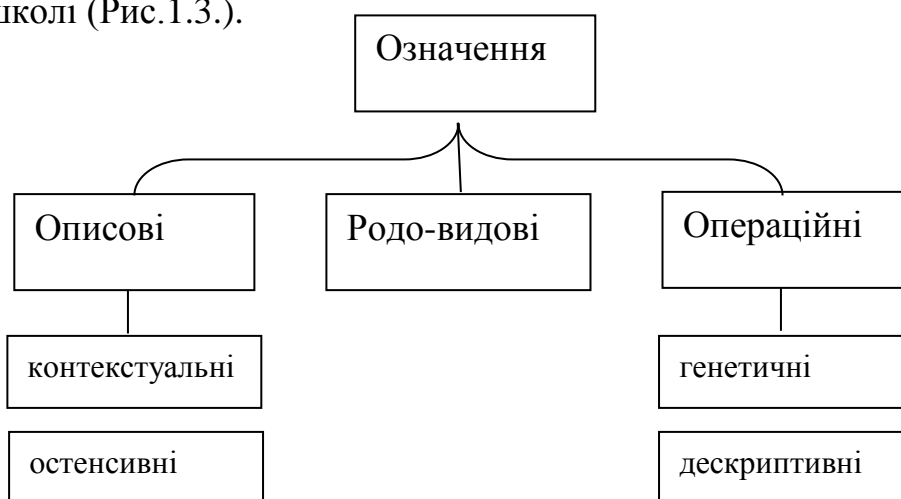 школі (Рис.1.3.).
Означення
Описові
Родо-видові
Операційні
контекстуальні
генетичні
остенсивні
дескриптивні